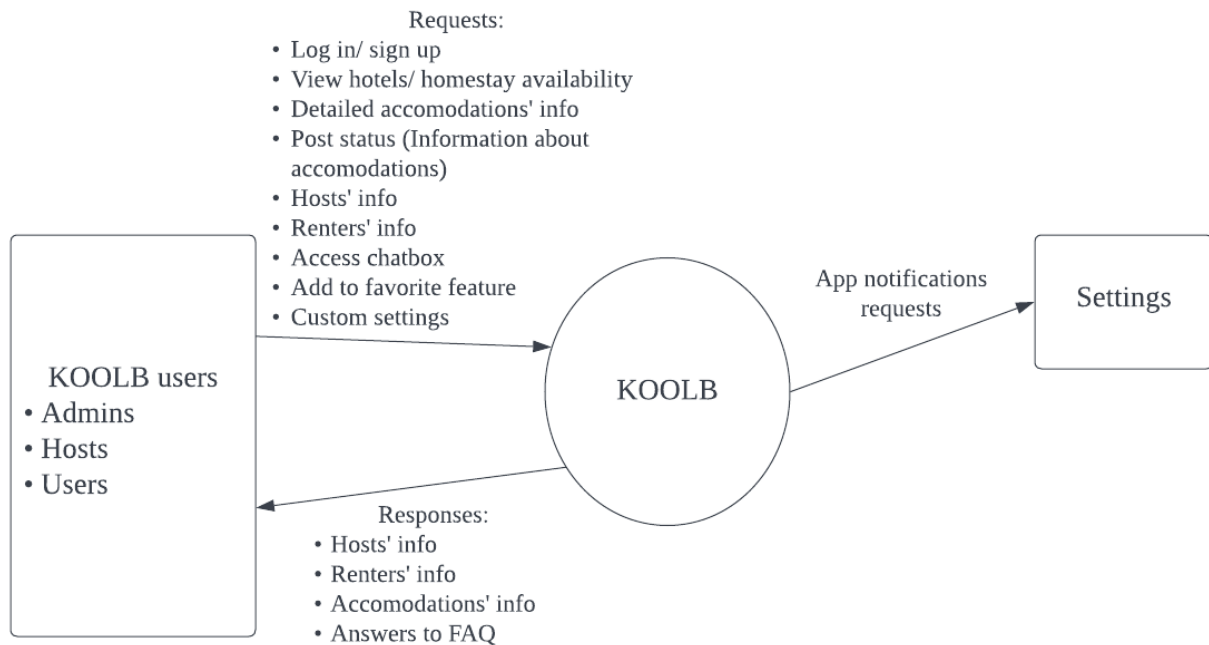 Requests:
• Log in/ sign up
• View hotels/ homestay availability
• Detailed accomodations' info
• Post status (Information about
accomodations)
• Hosts' info
• Renters' info
• Access chatbox
• Add to favorite feature
• Custom settings
KOOLB users
• Admins
• Hosts
• Users
KOOLB
App notifications
requests
Settings
Responses:
• Hosts' info
• Renters' info
• Accomodations' info
• Answers to FAQ